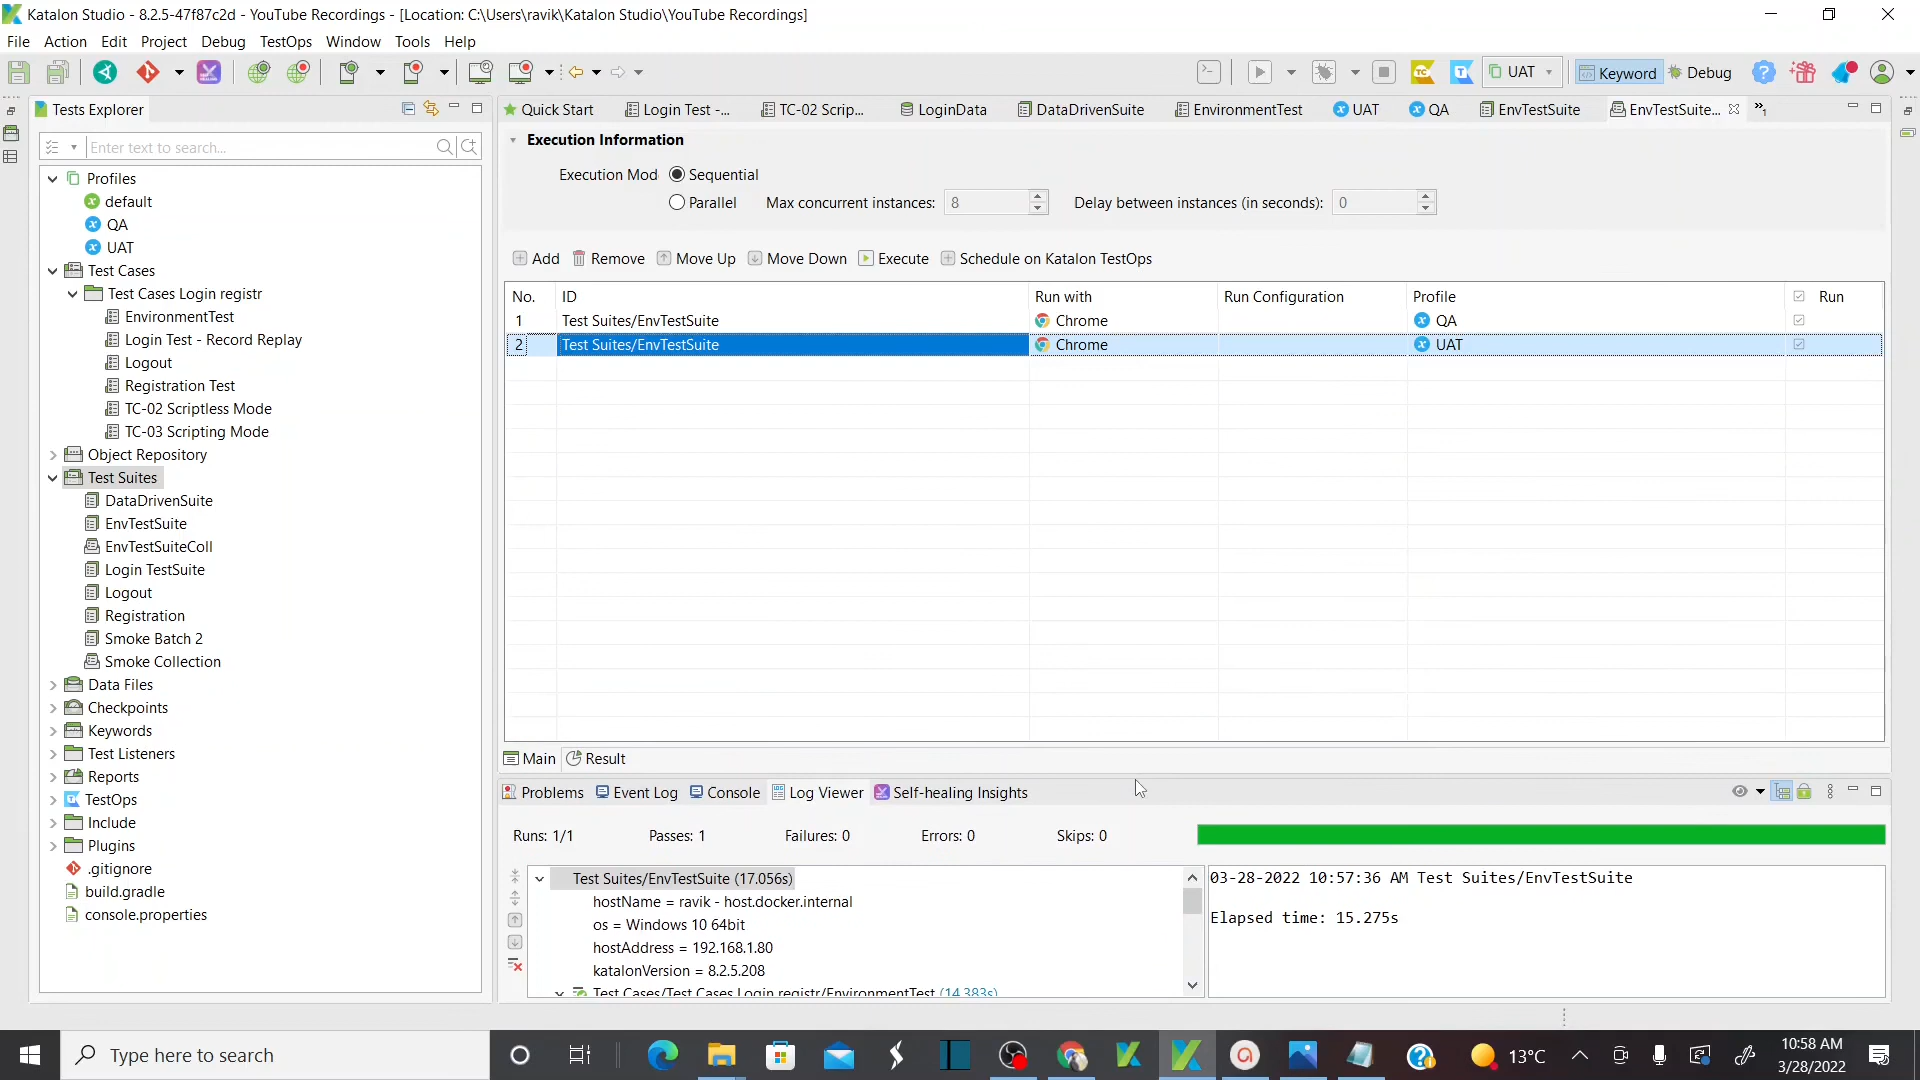 Katalon Studio - 8.2.5-47f87c2d - YouTube Recordings - [Location: C:\Users\ravik\Katalon Studio\YouTube Recordings]
File Action Edit Project Debug TestOps Window Tools Help
UAT Keyword Debug
Tests Explorer
Quick Start Login Test -... TC-02 Scrip... LoginData DataDrivenSuite EnvironmentTest UAT QA EnvTestSuite EnvTestSuite... »1
Enter text to search...
Profiles
default
QA
UAT
Test Cases
Test Cases Login registr
EnvironmentTest
Login Test - Record Replay
Logout
Registration Test
TC-02 Scriptless Mode
TC-03 Scripting Mode
Object Repository
Test Suites
DataDrivenSuite
EnvTestSuite
EnvTestSuiteColl
Login TestSuite
Logout
Registration
Smoke Batch 2
Smoke Collection
Data Files
Checkpoints
Keywords
Test Listeners
Reports
TestOps
Include
Plugins
.gitignore
build.gradle
console.properties
Execution Information
Execution Mod Sequential
Parallel Max concurrent instances: 8 Delay between instances (in seconds): 0
Add Remove Move Up Move Down Execute Schedule on Katalon TestOps
No. ID Run with Run Configuration Profile Run
1 Test Suites/EnvTestSuite Chrome QA
2 Test Suites/EnvTestSuite Chrome UAT
Main Result
Problems Event Log Console Log Viewer Self-healing Insights
Runs: 1/1 Passes: 1 Failures: 0 Errors: 0 Skips: 0
Test Suites/EnvTestSuite (17.056s)
hostName = ravik - host.docker.internal
os = Windows 10 64bit
hostAddress = 192.168.1.80
katalonVersion = 8.2.5.208
Test Cases/Test Cases Login registr/EnvironmentTest (14.383s)
03-28-2022 10:57:36 AM Test Suites/EnvTestSuite
Elapsed time: 15.275s
Type here to search
13°C
10:58 AM
3/28/2022